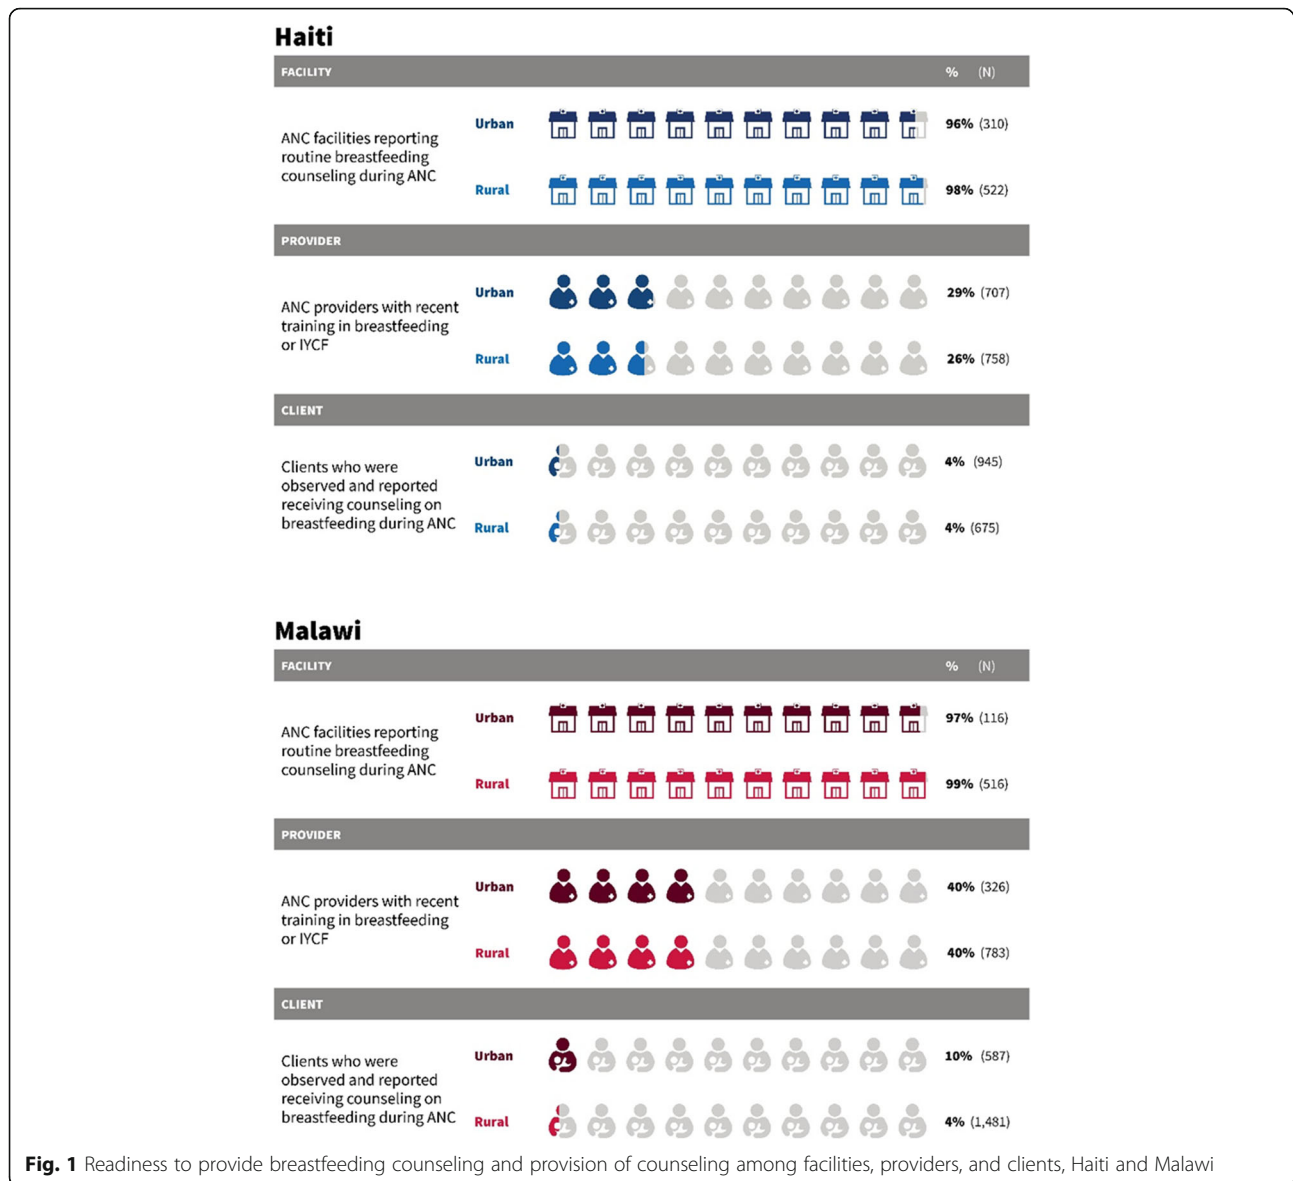 Haiti
FACILITY % (N)
ANC facilities reporting
routine breastfeeding
counseling during ANC
Urban 96% (310)
Rural 98% (522)
PROVIDER
ANC providers with recent
training in breastfeeding
or IYCF
Urban 29% (707)
Rural 26% (758)
CLIENT
Clients who were
observed and reported
receiving counseling on
breastfeeding during ANC
Urban 4% (945)
Rural 4% (675)
Malawi
FACILITY % (N)
ANC facilities reporting
routine breastfeeding
counseling during ANC
Urban 97% (116)
Rural 99% (516)
PROVIDER
ANC providers with recent
training in breastfeeding
or IYCF
Urban 40% (326)
Rural 40% (783)
CLIENT
Clients who were
observed and reported
receiving counseling on
breastfeeding during ANC
Urban 10% (587)
Rural 4% (1,481)
Fig. 1 Readiness to provide breastfeeding counseling and provision of counseling among facilities, providers, and clients, Haiti and Malawi